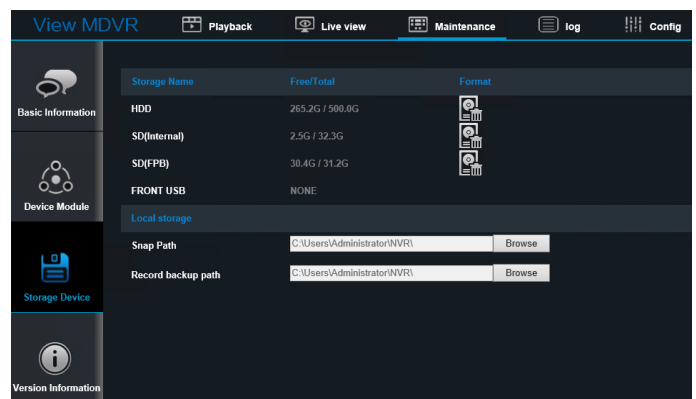 View MDVR Playback Live view Maintenance log Config
Basic Information
Device Module
Storage Device
Version Information
Storage Name Free/Total Format
HDD 265.2G / 500.0G
SD(Internal) 2.5G / 32.3G
SD(FPB) 30.4G / 31.2G
FRONT USB NONE
Local storage
Snap Path C:\Users\Administrator\NVR\ Browse
Record backup path C:\Users\Administrator\NVR\ Browse